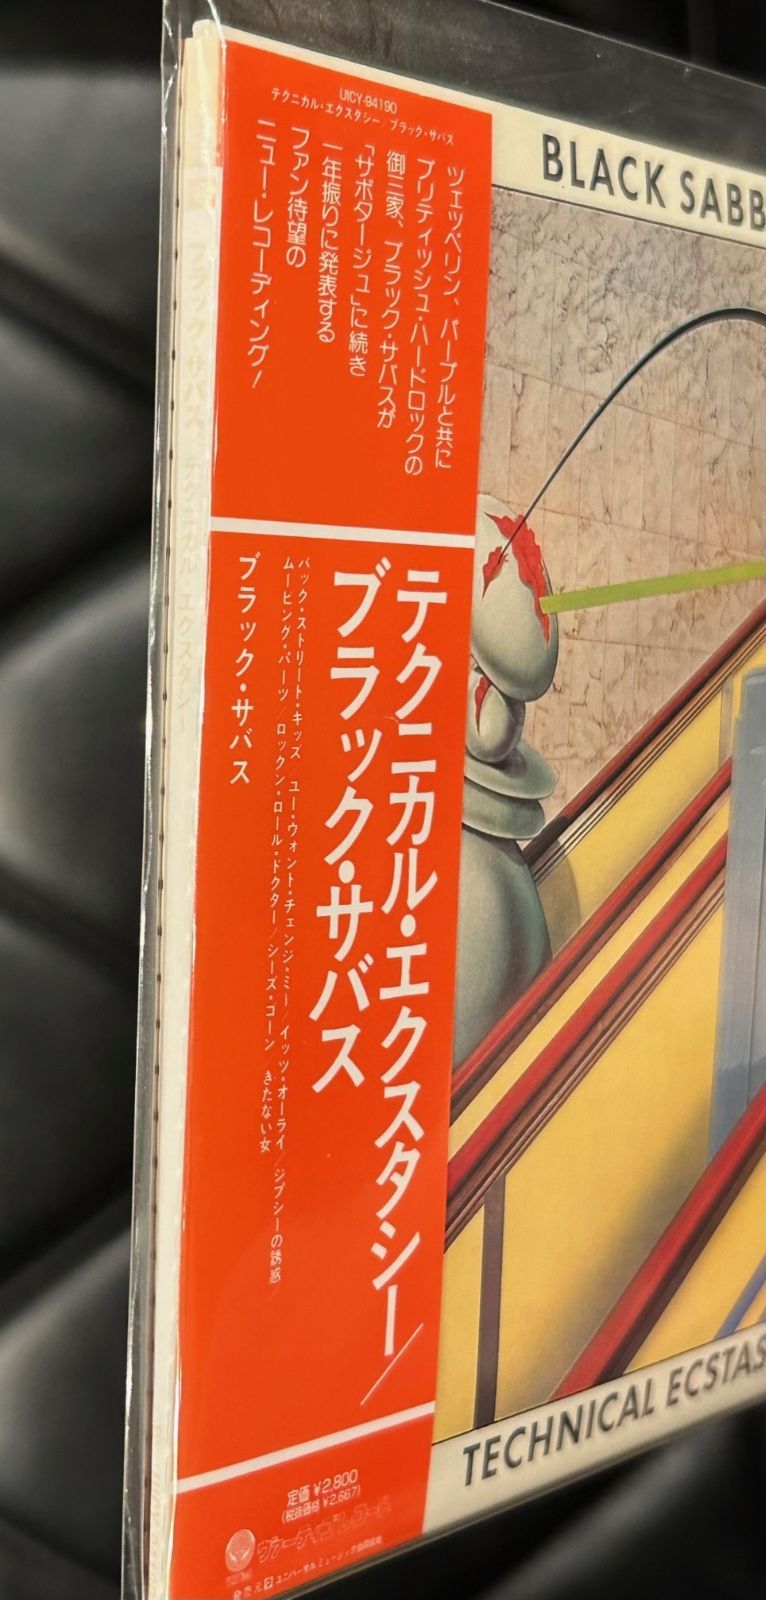 UICY-94190
テクニカル・エクスタシー/ブラック・サバス
ツェッペリン、パープルと共に
ブリティッシュ・ハードロックの
御三家、ブラック・サバスが
「サボタージュ」に続き
一年振りに発表する
ファン待望の
ニュー・レコーディング!
テクニカル・エクスタシー/
ブラック・サバス
バック・ストリート・キッズ/ユー・ウォント・チェンジ・ミー/イッツ・オーライ/ジプシーの誘惑/
ムービング・パーツ/ロックン・ロール・ドクター/シーズ・ゴーン/きたない女
ブラック・サバス
定価 ¥2,800
(税抜価格 ¥2,667)
ヴァーティゴレコード
発売元 ユニバーサル ミュージック合同会社
ブラック・サバス テクニカル エクスタシー
BLACK SABB
TECHNICAL ECSTAS